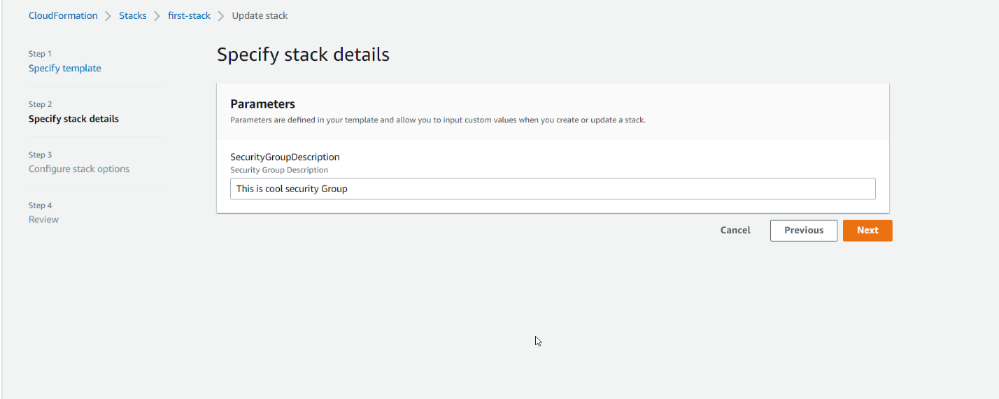 CloudFormation Stacks first-stack Update stack
Step 1
Specify template
Step 2
Specify stack details
Step 3
Configure stack options
Step 4
Review
Specify stack details
Parameters
Parameters are defined in your template and allow you to input custom values when you create or update a stack.
SecurityGroupDescription
Security Group Description
This is cool security Group
Cancel Previous Next